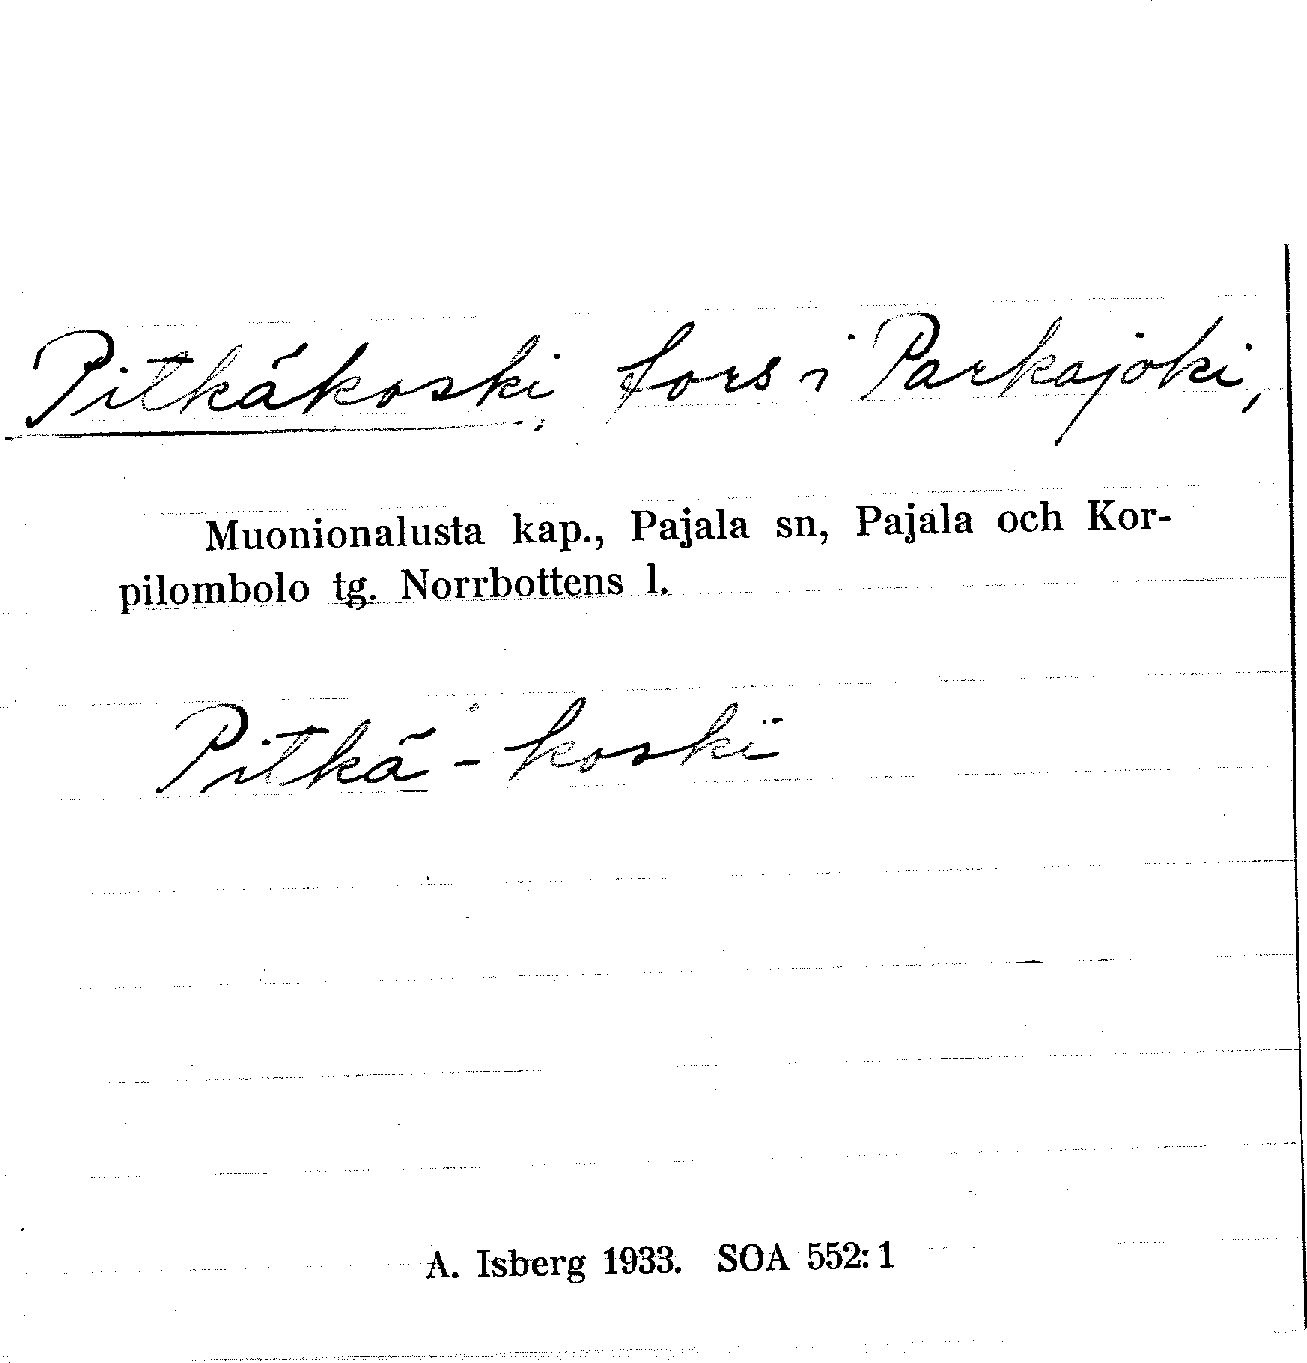 Pitkäkoski, fors i Parkajoki,
Muonionalusta kap., Pajala sn, Pajala och Kor-
pilombolo tg. Norrbottens l.
Pitkä-koski
A. Isberg 1933. SOA 552:1